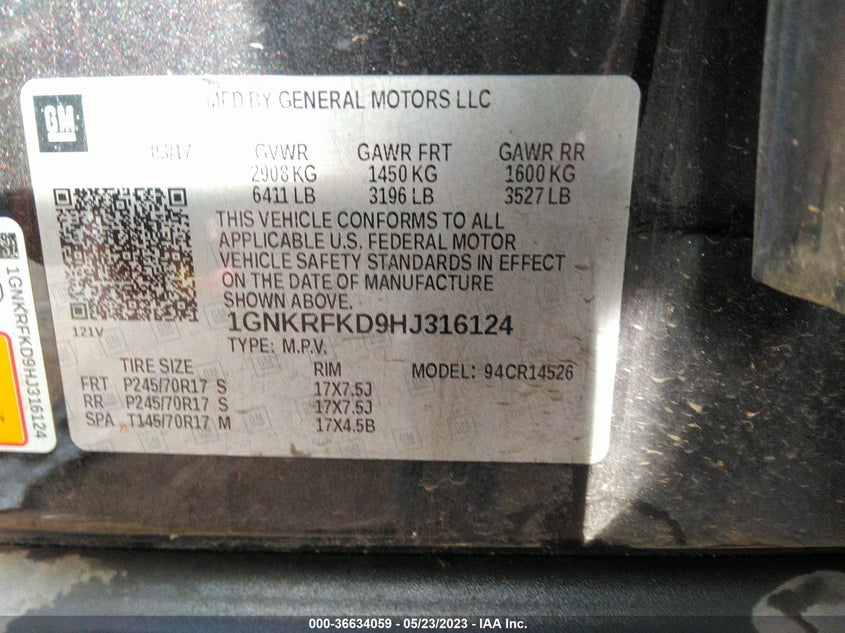 GM
MFD BY GENERAL MOTORS LLC
03/17 GVWR GAWR FRT GAWR RR
2908 KG 1450 KG 1600 KG
6411 LB 3196 LB 3527 LB
THIS VEHICLE CONFORMS TO ALL
APPLICABLE U.S. FEDERAL MOTOR
VEHICLE SAFETY STANDARDS IN EFFECT
ON THE DATE OF MANUFACTURE
SHOWN ABOVE.
121V
1GNKRFKD9HJ316124
TYPE: M.P.V.
TIRE SIZE RIM MODEL: 94CR14526
FRT P245/70R17 S 17X7.5J
RR P245/70R17 S 17X7.5J
SPA T145/70R17 M 17X4.5B
1GNKRFKD9HJ316124
000-36634059 - 05/23/2023 - IAA Inc.